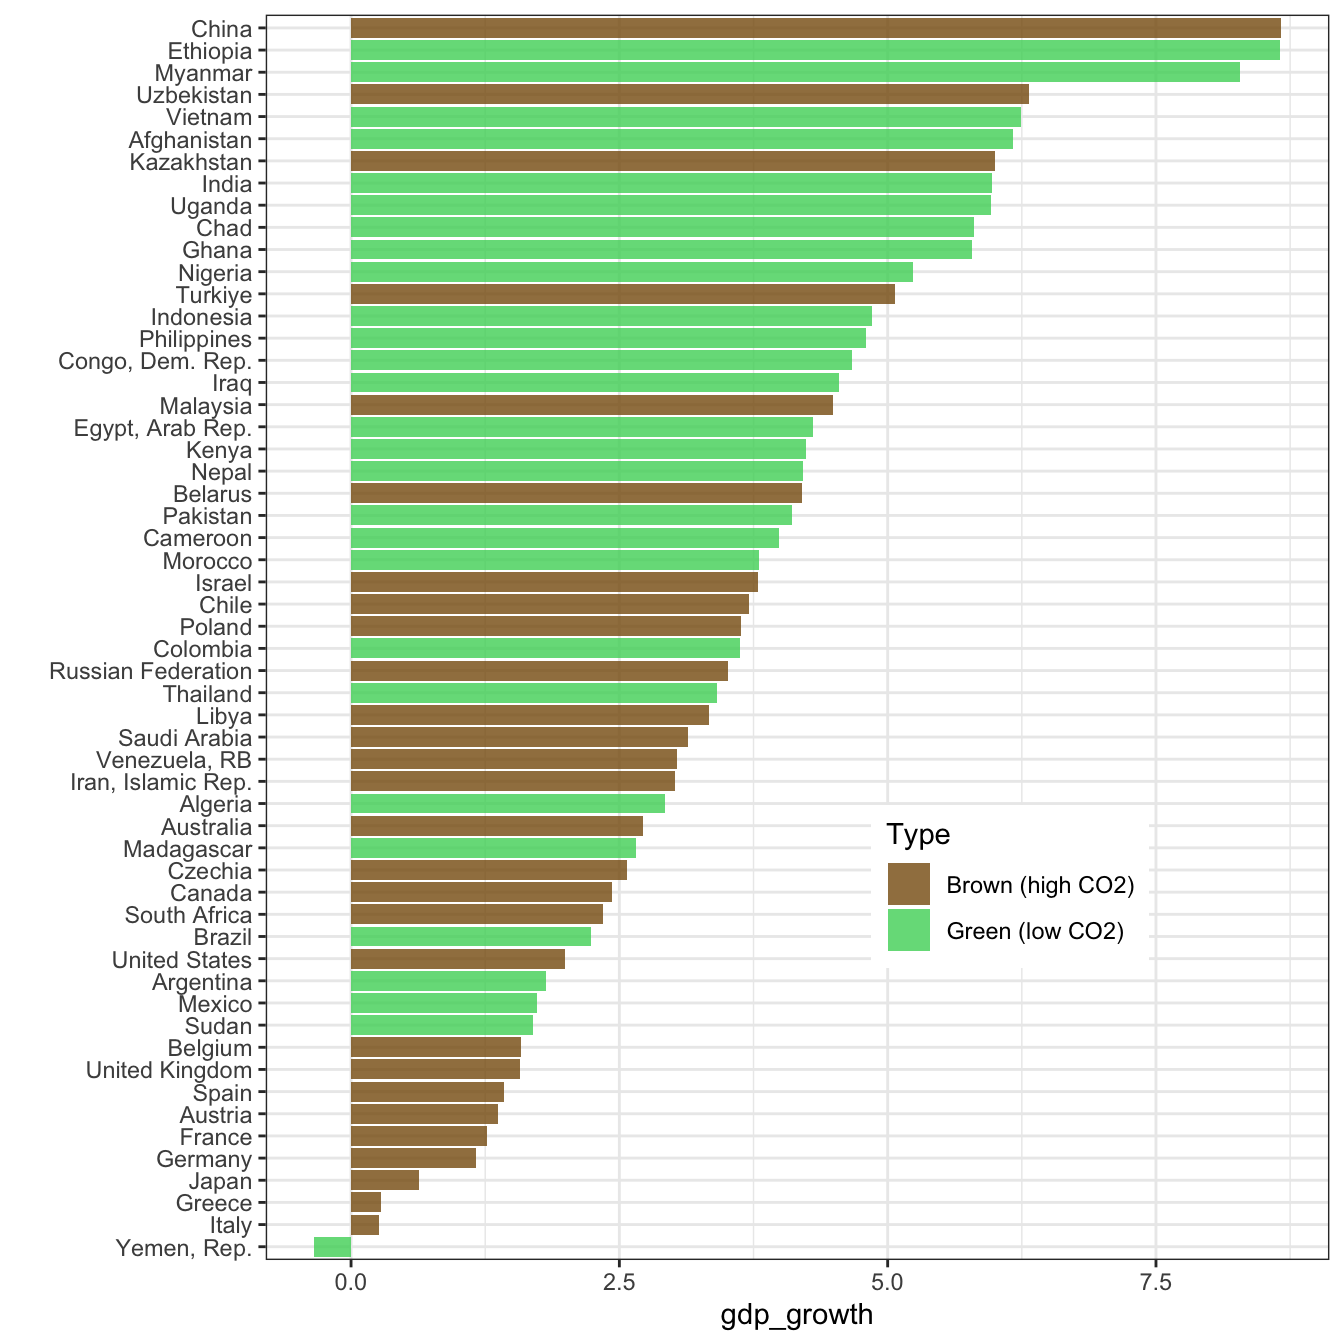 China
Ethiopia
Myanmar
Uzbekistan
Vietnam
Afghanistan
Kazakhstan
India
Uganda
Chad
Ghana
Nigeria
Turkiye
Indonesia
Philippines
Congo, Dem. Rep.
Iraq
Malaysia
Egypt, Arab Rep.
Kenya
Nepal
Belarus
Pakistan
Cameroon
Morocco
Israel
Chile
Poland
Colombia
Russian Federation
Thailand
Libya
Saudi Arabia
Venezuela, RB
Iran, Islamic Rep.
Algeria
Australia
Madagascar
Czechia
Canada
South Africa
Brazil
United States
Argentina
Mexico
Sudan
Belgium
United Kingdom
Spain
Austria
France
Germany
Japan
Greece
Italy
Yemen, Rep.
Type
Brown (high CO2)
Green (low CO2)
0.0 2.5 5.0 7.5
gdp_growth